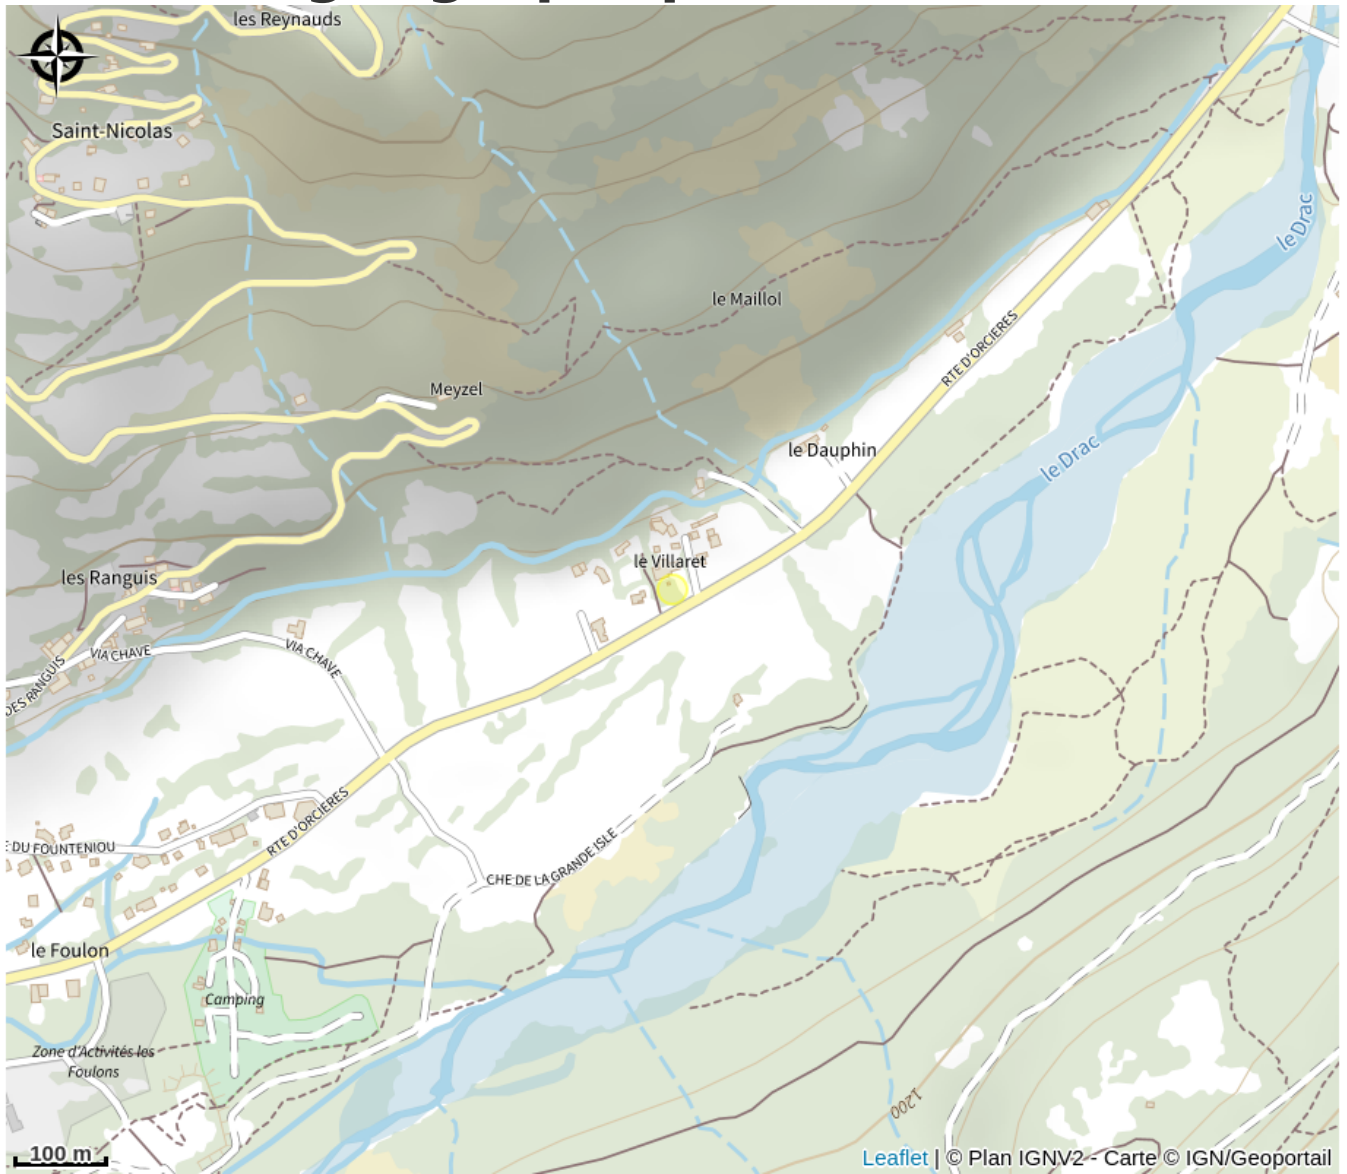 les Reynauds
Saint-Nicolas
le Drac
le Maillol
RTE D'ORCIERES
Meyzel
le Dauphin
le Drac
le Villaret
les Ranguis
VIA CHAVE
VIA CHAVE
DES RANGUIS
RTE D'ORCIERES
E DU FOUNTENIOU
CHE DE LA GRANDE ISLE
le Foulon
Camping
Zone d'Activités les
Foulons
1200
100 m
Leaflet | © Plan IGNV2 - Carte © IGN/Geoportail